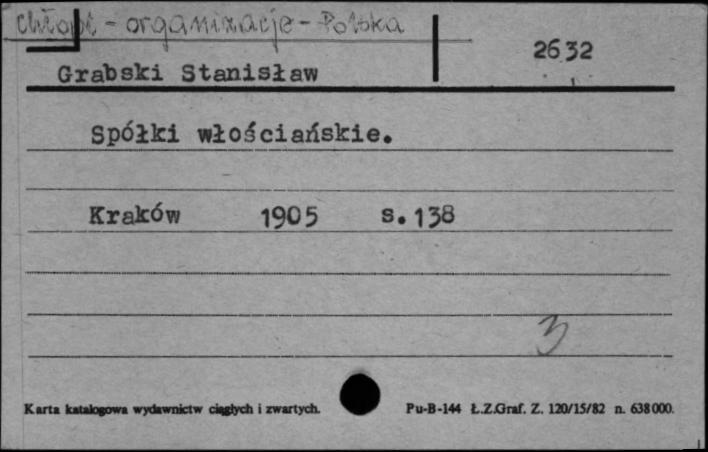 chłopi - organizacje - Polska
2632
Grabski Stanisław
Spółki włościańskie.
Kraków 1905 s.138
3
Karta katalogowa wydawnictw ciągłych i zwartych. Pu-B-144 Ł.Z.Graf. Z. 120/15/82 n. 638000.